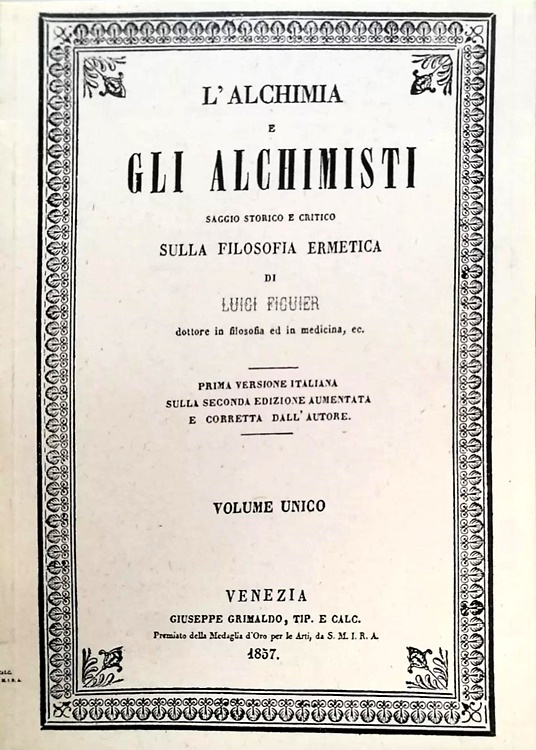 L'ALCHIMIA
E
GLI ALCHIMISTI
SAGGIO STORICO E CRITICO
SULLA FILOSOFIA ERMETICA
DI
LUIGI FIGUIER
dottore in filosofia ed in medicina, ec.
PRIMA VERSIONE ITALIANA
SULLA SECONDA EDIZIONE AUMENTATA
E CORRETTA DALL'AUTORE.
VOLUME UNICO
VENEZIA
GIUSEPPE GRIMALDO, TIP. E CALC.
Premiato della Medaglia d'Oro per le Arti, da S. M. I. R. A.
1857.
CALC.
M. I. R. A.